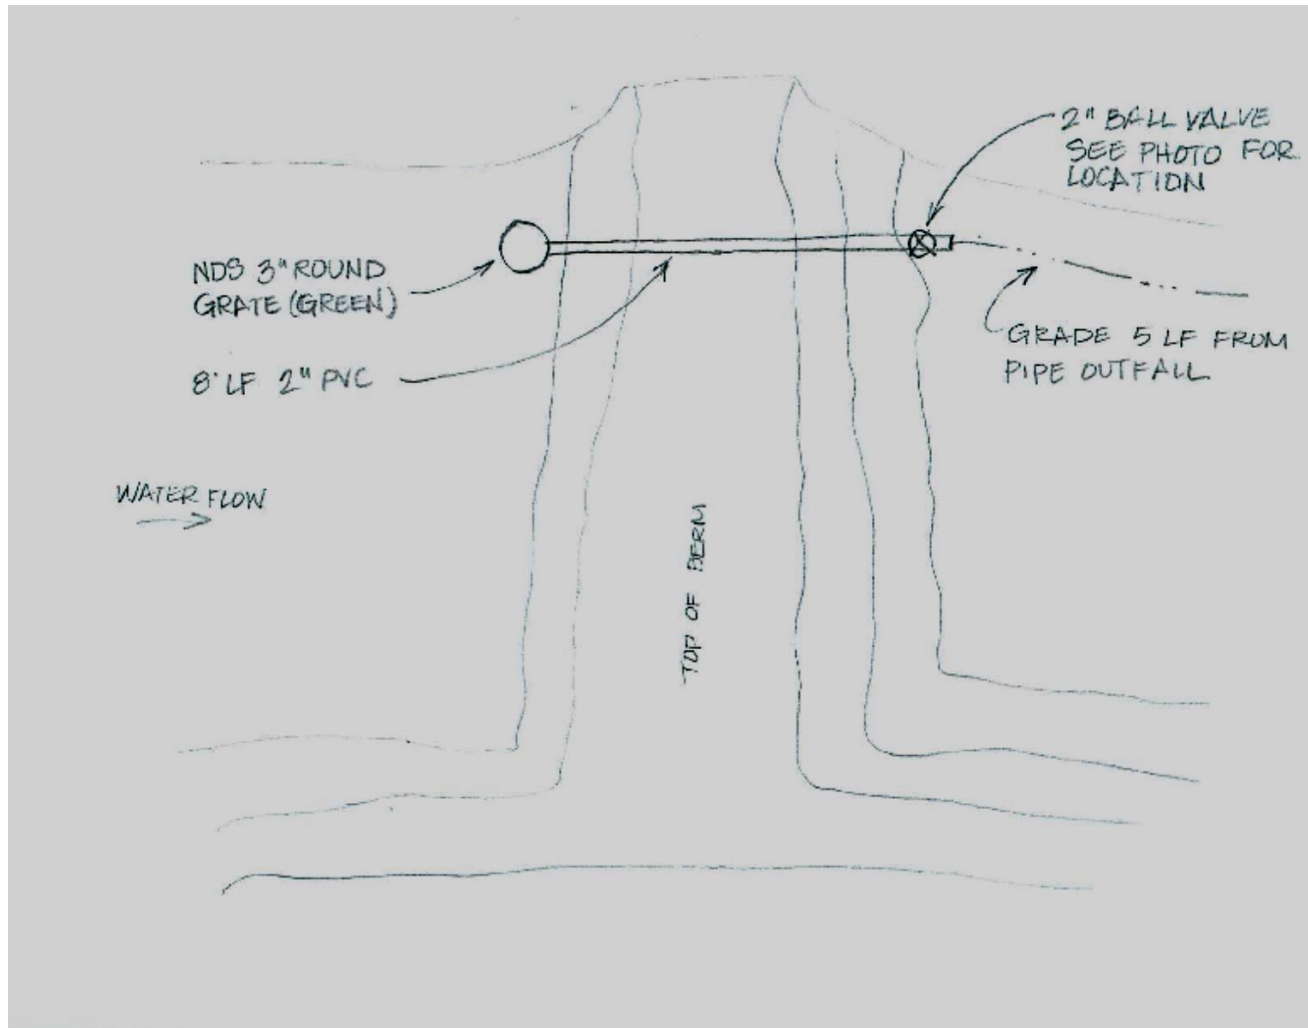 2" BALL VALVE
SEE PHOTO FOR
LOCATION
NDS 3" ROUND
GRATE (GREEN)
8' LF 2" PVC
GRADE 5 LF FROM
PIPE OUTFALL
WATER FLOW
TOP OF BERM